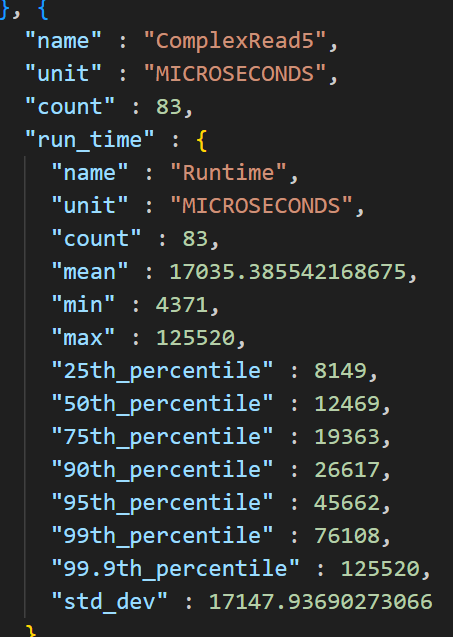 }, {
"name" : "ComplexRead5",
"unit" : "MICROSECONDS",
"count" : 83,
"run_time" : {
"name" : "Runtime",
"unit" : "MICROSECONDS",
"count" : 83,
"mean" : 17035.385542168675,
"min" : 4371,
"max" : 125520,
"25th_percentile" : 8149,
"50th_percentile" : 12469,
"75th_percentile" : 19363,
"90th_percentile" : 26617,
"95th_percentile" : 45662,
"99th_percentile" : 76108,
"99.9th_percentile" : 125520,
"std_dev" : 17147.93690273066
}